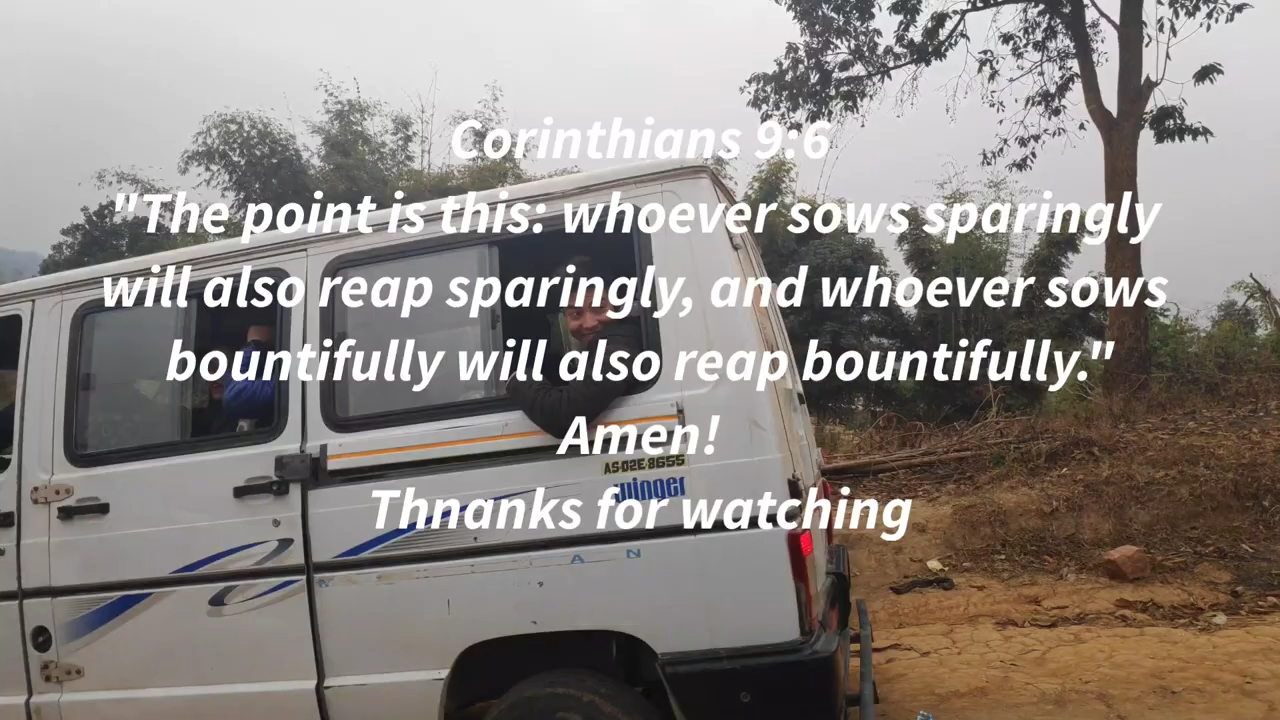 Corinthians 9:6
"The point is this: whoever sows sparingly
will also reap sparingly, and whoever sows
bountifully will also reap bountifully."
Amen!
AS-02E-8655
Winger
Thnanks for watching
A N